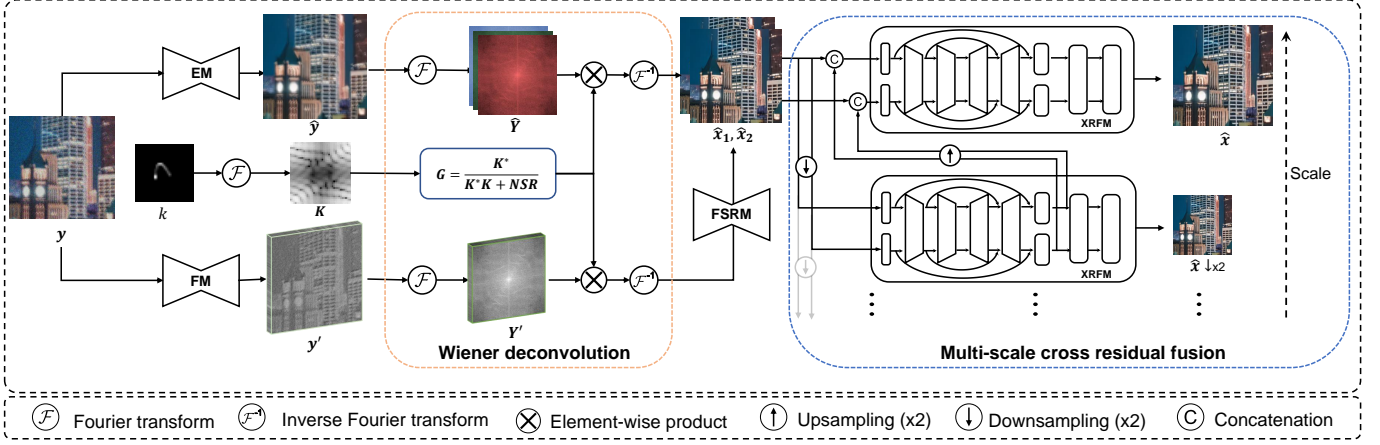 EM
ŷ
ℱ
Ŷ
ℱ⁻¹
x̂₁, x̂₂
C
C
XRFM
x̂
y
k
ℱ
K
G = K* / (K*K + NSR)
FSRM
Scale
FM
y′
ℱ
Y′
ℱ⁻¹
XRFM
x̂ ↓x2
Wiener deconvolution
Multi-scale cross residual fusion
ℱ Fourier transform
ℱ⁻¹ Inverse Fourier transform
Element-wise product
Upsampling (x2)
Downsampling (x2)
C Concatenation